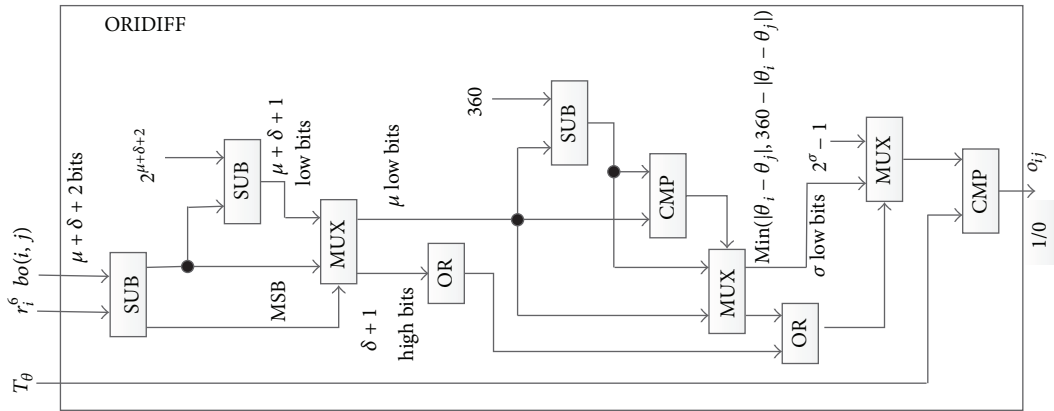 ORIDIFF
r_i^6 bo(i, j)
μ + δ + 2 bits
T_θ
2^{μ+δ+2}
SUB
SUB
μ + δ + 1
low bits
MSB
MUX
μ low bits
δ + 1
high bits
OR
360
SUB
CMP
MUX
Min(|θ_i − θ_j|, 360 − |θ_i − θ_j|)
σ low bits
2^σ − 1
OR
MUX
CMP
o_{ij}
1/0